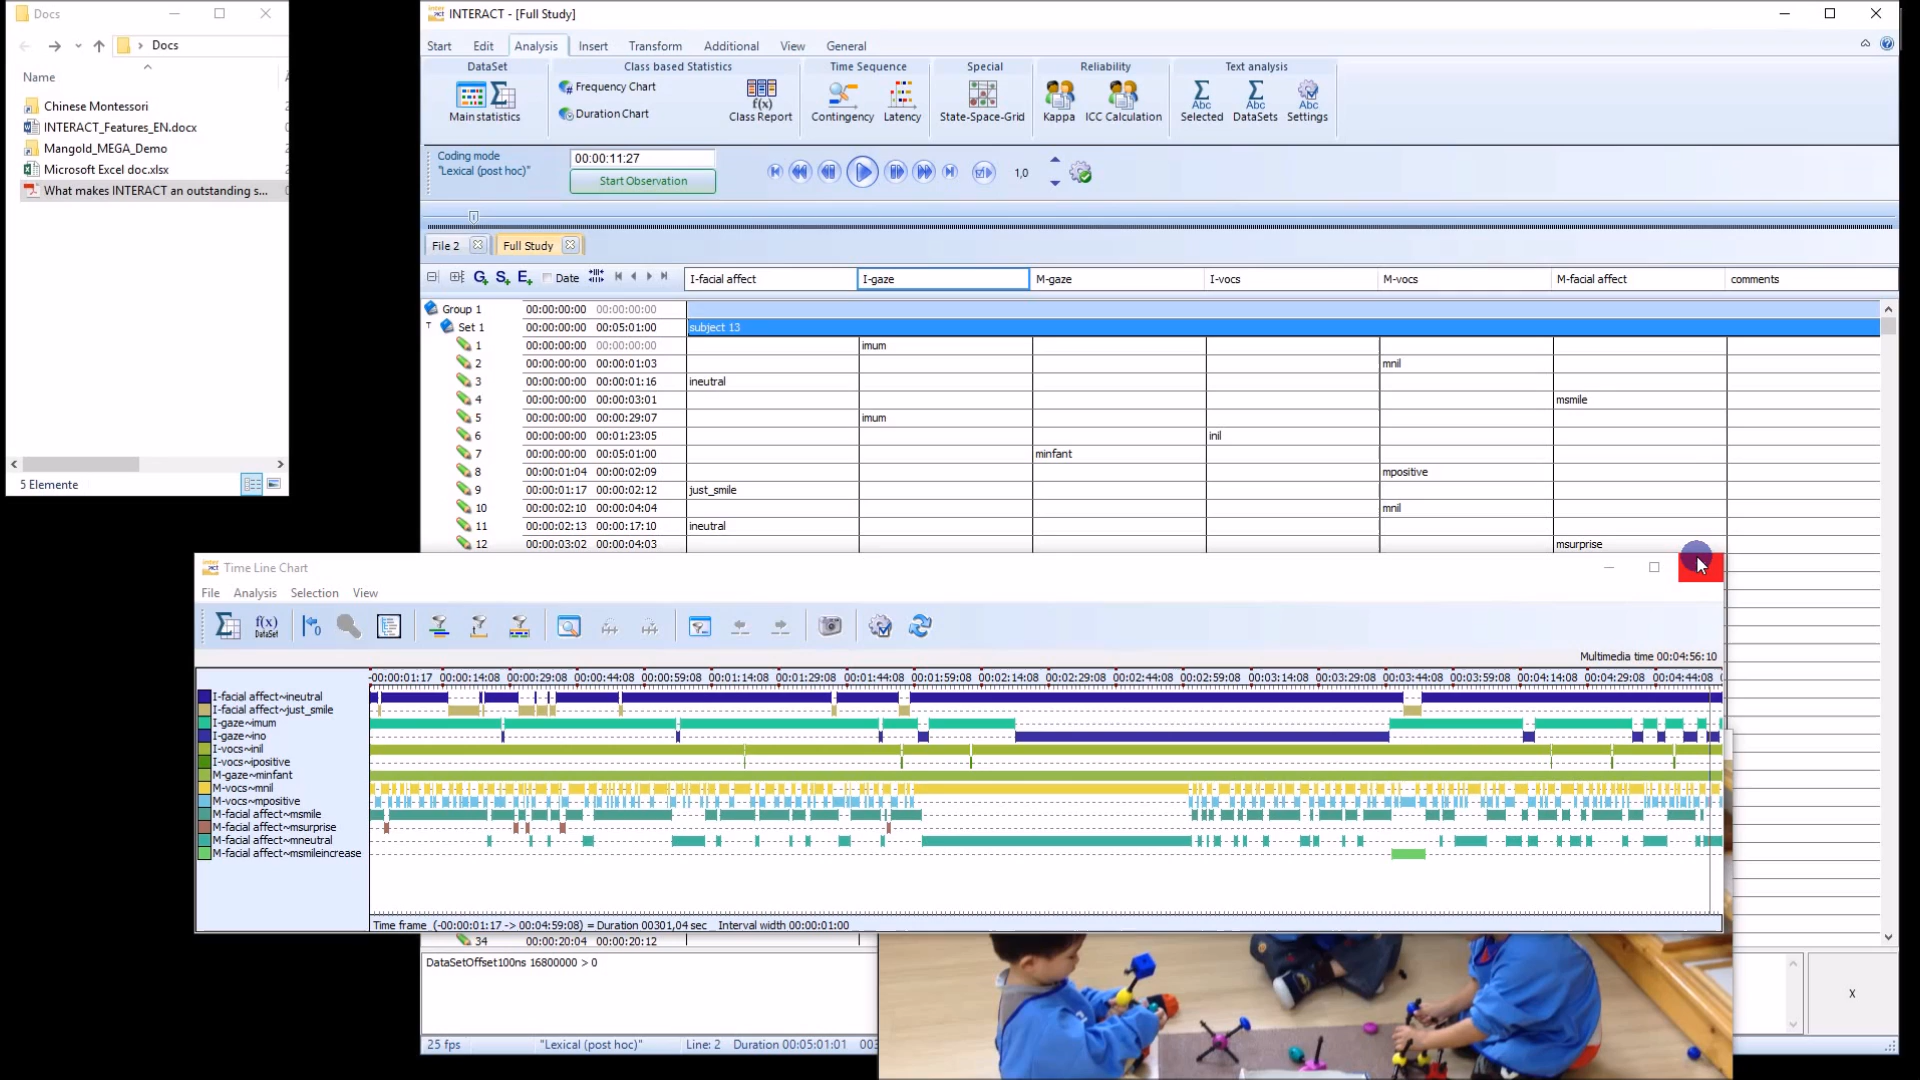 Docs
Docs
Name
Chinese Montessori
INTERACT_Features_EN.docx
Mangold_MEGA_Demo
Microsoft Excel doc.xlsx
What makes INTERACT an outstanding s...
5 Elemente
INTERACT - [Full Study]
Start Edit Analysis Insert Transform Additional View General
DataSet
Main statistics
Class based Statistics
Frequency Chart
Duration Chart
f(x)
Class Report
Time Sequence
Contingency Latency
Special
State-Space-Grid
Reliability
Kappa ICC Calculation
Text analysis
Abc Abc Abc
Selected DataSets Settings
Coding mode
"Lexical (post hoc)"
00:00:11:27
Start Observation
1,0
File 2 Full Study
G+ S+ E+ Date
I-facial affect I-gaze M-gaze I-vocs M-vocs M-facial affect comments
Group 1 00:00:00:00 00:00:00:00
Set 1 00:00:00:00 00:05:01:00 subject 13
1 00:00:00:00 00:00:00:00 imum
2 00:00:00:00 00:00:01:03 mnil
3 00:00:00:00 00:00:01:16 ineutral
4 00:00:00:00 00:00:03:01 msmile
5 00:00:00:00 00:00:29:07 imum
6 00:00:00:00 00:01:23:05 inil
7 00:00:00:00 00:05:01:00 minfant
8 00:00:01:04 00:00:02:09 mpositive
9 00:00:01:17 00:00:02:12 just_smile
10 00:00:02:10 00:00:04:04 mnil
11 00:00:02:13 00:00:17:10 ineutral
12 00:00:03:02 00:00:04:03 msurprise
Time Line Chart
File Analysis Selection View
f(x)
DataSet
Multimedia time 00:04:56:10
-00:00:01:17 00:00:14:08 00:00:29:08 00:00:44:08 00:00:59:08 00:01:14:08 00:01:29:08 00:01:44:08 00:01:59:08 00:02:14:08 00:02:29:08 00:02:44:08 00:02:59:08 00:03:14:08 00:03:29:08 00:03:44:08 00:03:59:08 00:04:14:08 00:04:29:08 00:04:44:08
I-facial affect~ineutral
I-facial affect~just_smile
I-gaze~imum
I-gaze~ino
I-vocs~inil
I-vocs~ipositive
M-gaze~minfant
M-vocs~mnil
M-vocs~mpositive
M-facial affect~msmile
M-facial affect~msurprise
M-facial affect~mneutral
M-facial affect~msmileincrease
Time frame (-00:00:01:17 -> 00:04:59:08) = Duration 00301,04 sec Interval width 00:00:01:00
34 00:00:20:04 00:00:20:12
DataSetOffset100ns 16800000 > 0
X
25 fps "Lexical (post hoc)" Line: 2 Duration 00:05:01:01 003